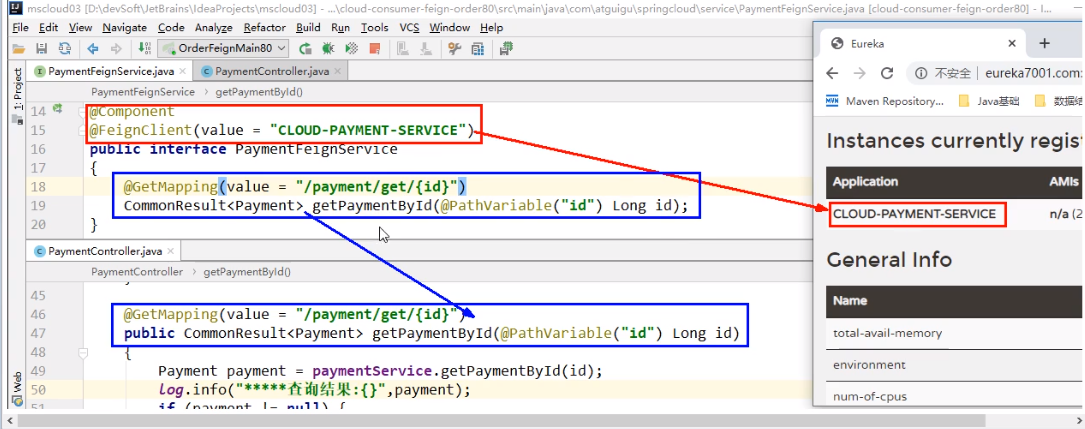 mscloud03 [D:\devSoft\JetBrains\IdeaProjects\mscloud03] - ...\cloud-consumer-feign-order80\src\main\java\com\atguigu\springcloud\service\PaymentFeignService.java [cloud-consumer-feign-order80] - I...
File Edit View Navigate Code Analyze Refactor Build Run Tools VCS Window Help
OrderFeignMain80
PaymentFeignService.java PaymentController.java
PaymentFeignService > getPaymentById()
1: Project
14 @Component
15 @FeignClient(value = "CLOUD-PAYMENT-SERVICE")
16 public interface PaymentFeignService
17 {
18 @GetMapping(value = "/payment/get/{id}")
19 CommonResult<Payment> getPaymentById(@PathVariable("id") Long id);
20 }
PaymentController.java
PaymentController > getPaymentById()
45
46 @GetMapping(value = "/payment/get/{id}")
47 public CommonResult<Payment> getPaymentById(@PathVariable("id") Long id)
48 {
49 Payment payment = paymentService.getPaymentById(id);
50 log.info("*****查询结果:{}",payment);
51 if (payment != null) {
Web
Eureka
不安全 | eureka7001.com:
Maven Repository... Java基础 数据结
Instances currently regis
Application AMIs
CLOUD-PAYMENT-SERVICE n/a (2
General Info
Name
total-avail-memory
environment
num-of-cpus